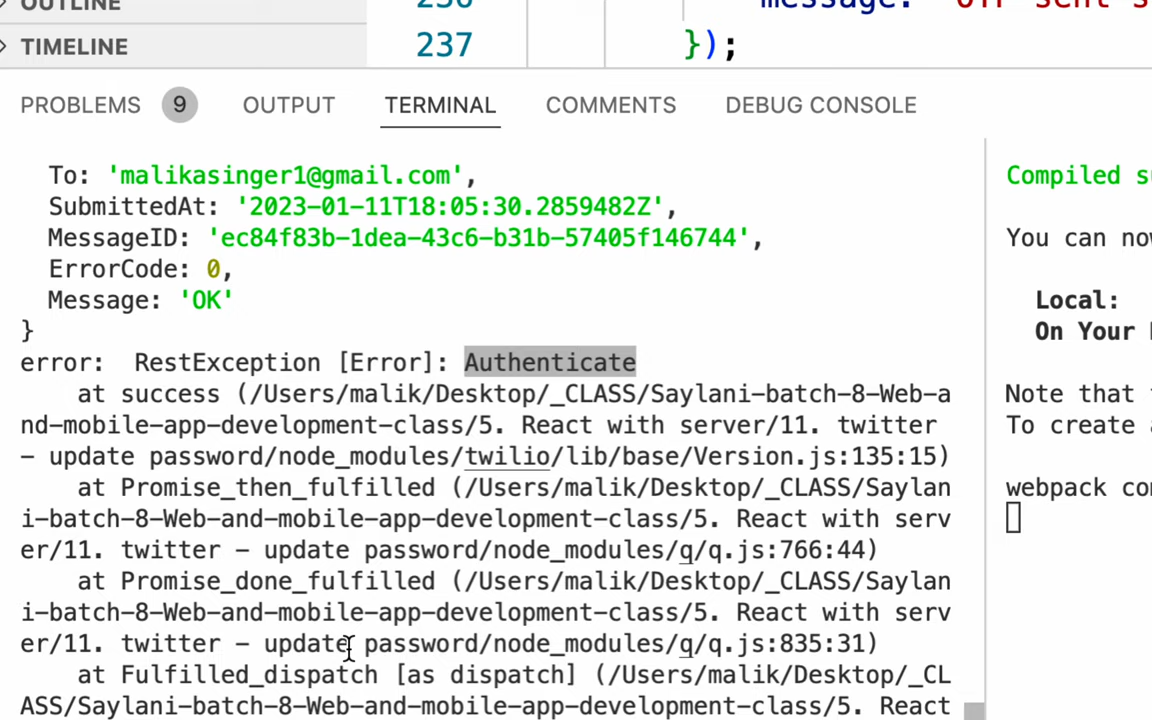 OUTLINE
TIMELINE
236
message: "OTP sent s
237
});
PROBLEMS 9 OUTPUT TERMINAL COMMENTS DEBUG CONSOLE
To: 'malikasinger1@gmail.com',
SubmittedAt: '2023-01-11T18:05:30.2859482Z',
MessageID: 'ec84f83b-1dea-43c6-b31b-57405f146744',
ErrorCode: 0,
Message: 'OK'
}
error:  RestException [Error]: Authenticate
at success (/Users/malik/Desktop/_CLASS/Saylani-batch-8-Web-a
nd-mobile-app-development-class/5. React with server/11. twitter
- update password/node_modules/twilio/lib/base/Version.js:135:15)
at Promise_then_fulfilled (/Users/malik/Desktop/_CLASS/Saylan
i-batch-8-Web-and-mobile-app-development-class/5. React with serv
er/11. twitter - update password/node_modules/q/q.js:766:44)
at Promise_done_fulfilled (/Users/malik/Desktop/_CLASS/Saylan
i-batch-8-Web-and-mobile-app-development-class/5. React with serv
er/11. twitter - update password/node_modules/q/q.js:835:31)
at Fulfilled_dispatch [as dispatch] (/Users/malik/Desktop/_CL
ASS/Saylani-batch-8-Web-and-mobile-app-development-class/5. React
Compiled s
You can no
Local:
On Your
Note that
To create a
webpack co